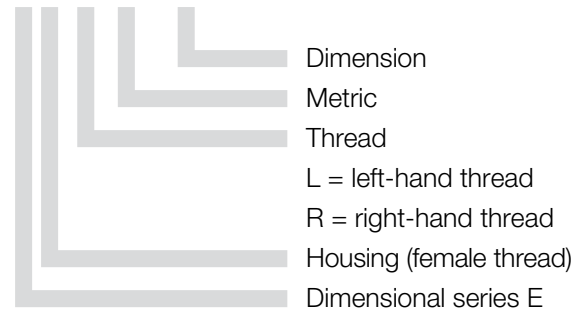 Dimension
Metric
Thread
L = left-hand thread
R = right-hand thread
Housing (female thread)
Dimensional series E